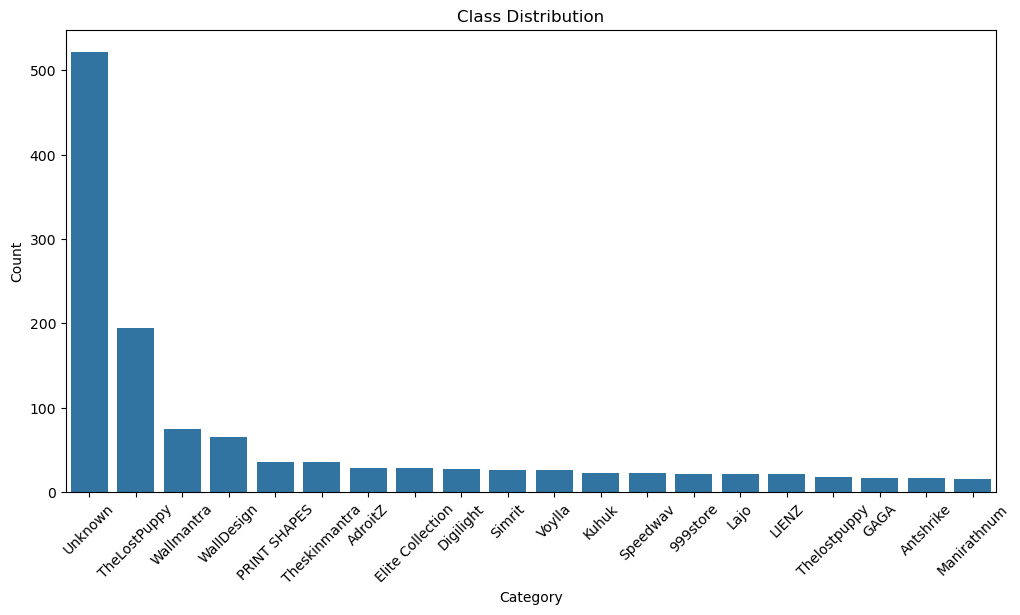 Class Distribution
Count
500
400
300
200
100
0
Unknown
TheLostPuppy
Wallmantra
WallDesign
PRINT SHAPES
Theskinmantra
AdroitZ
Elite Collection
Digilight
Simrit
Voylla
Kuhuk
Speedwav
999store
Lajo
LIENZ
Thelostpuppy
GAGA
Antshrike
Manirathnum
Category